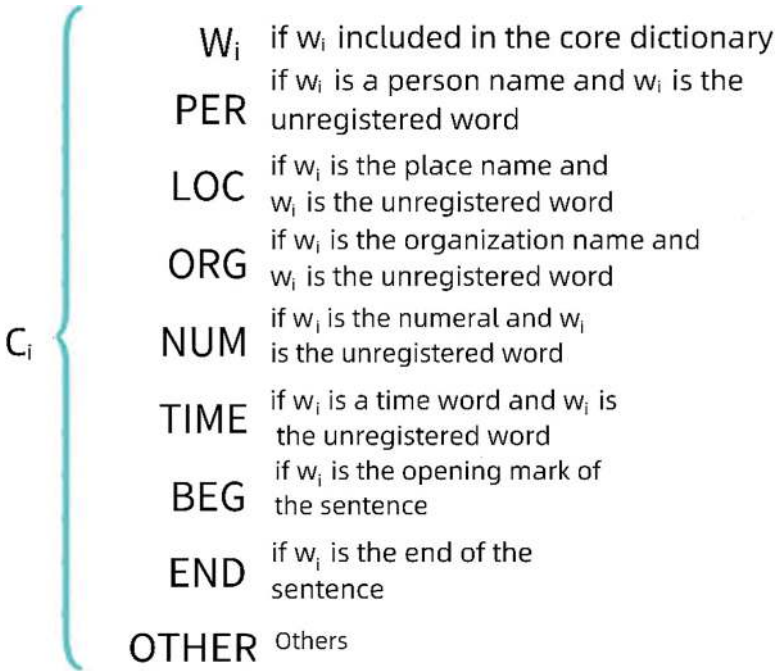 Wi if wi included in the core dictionary
if wi is a person name and wi is the
PER unregistered word
if wi is the place name and
LOC
wi is the unregistered word
if wi is the organization name and
ORG
wi is the unregistered word
if wi is the numeral and wi
Ci
NUM
is the unregistered word
if wi is a time word and wi is
TIME
the unregistered word
if wi is the opening mark of
BEG
the sentence
if wi is the end of the
END
sentence
OTHER Others